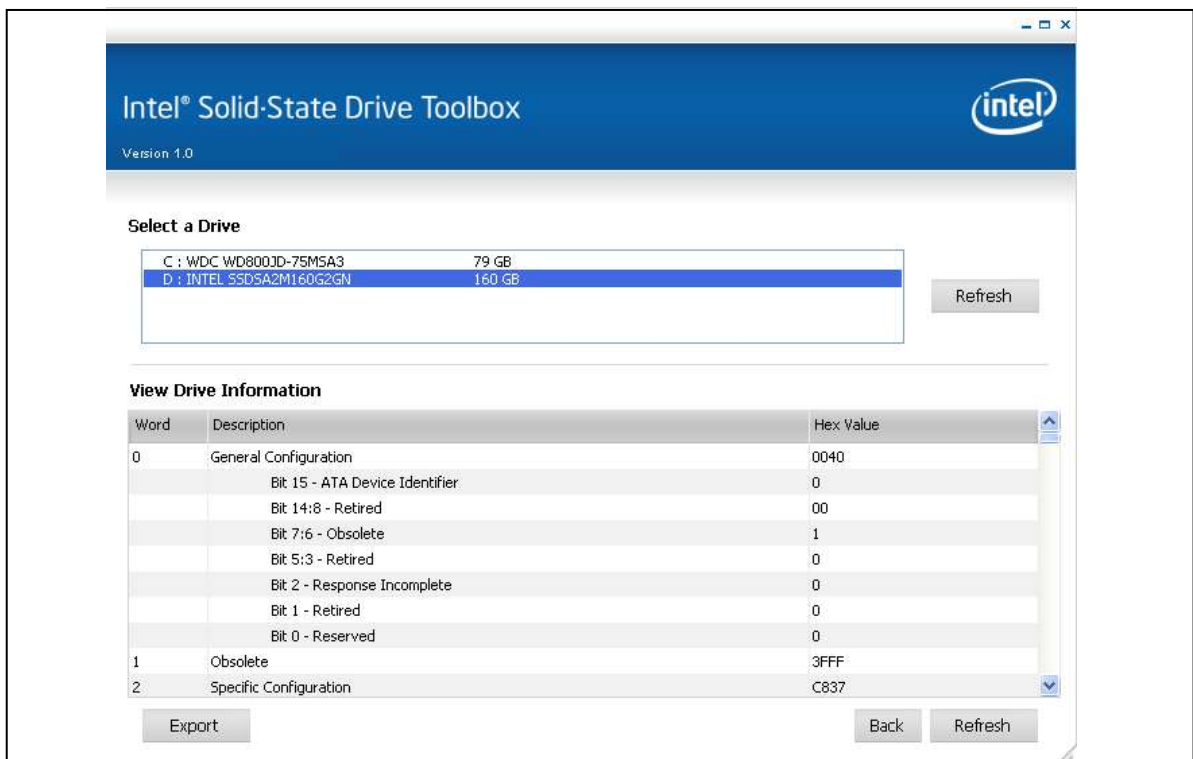 Intel® Solid-State Drive Toolbox
intel
Version 1.0
Select a Drive
C : WDC WD800JD-75MSA3 79 GB
D : INTEL SSDSA2M160G2GN 160 GB
Refresh
View Drive Information
Word Description Hex Value
0 General Configuration 0040
Bit 15 - ATA Device Identifier 0
Bit 14:8 - Retired 00
Bit 7:6 - Obsolete 1
Bit 5:3 - Retired 0
Bit 2 - Response Incomplete 0
Bit 1 - Retired 0
Bit 0 - Reserved 0
1 Obsolete 3FFF
2 Specific Configuration C837
Export Back Refresh